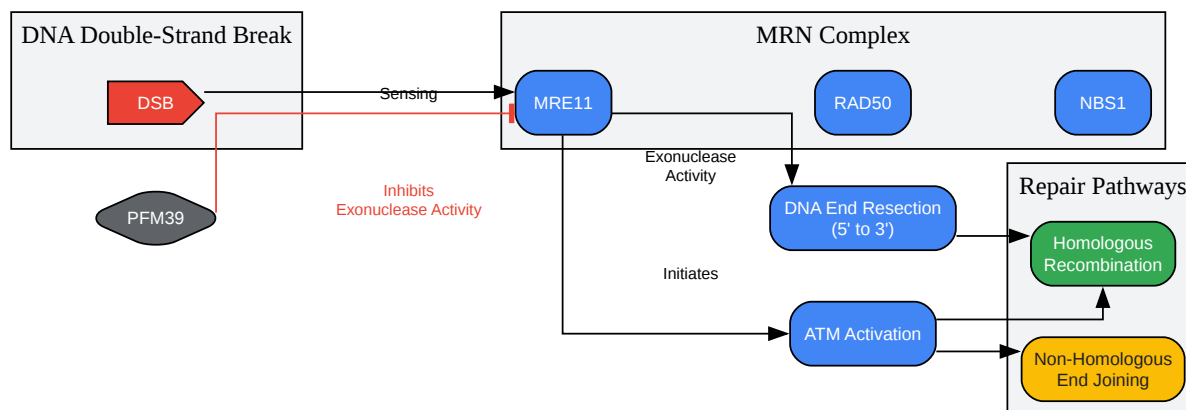 DNA Double-Strand Break
MRN Complex
DSB
Sensing
MRE11
RAD50
NBS1
Exonuclease
Activity
Repair Pathways
PFM39
Inhibits
Exonuclease Activity
DNA End Resection
(5' to 3')
Homologous
Recombination
Initiates
ATM Activation
Non-Homologous
End Joining